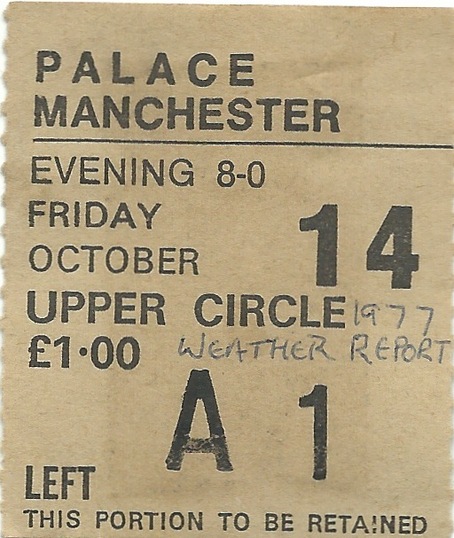 PALACE
MANCHESTER
EVENING 8-0
FRIDAY
OCTOBER 14
UPPER CIRCLE 1977
£1·00 WEATHER REPORT
A 1
LEFT
THIS PORTION TO BE RETAINED